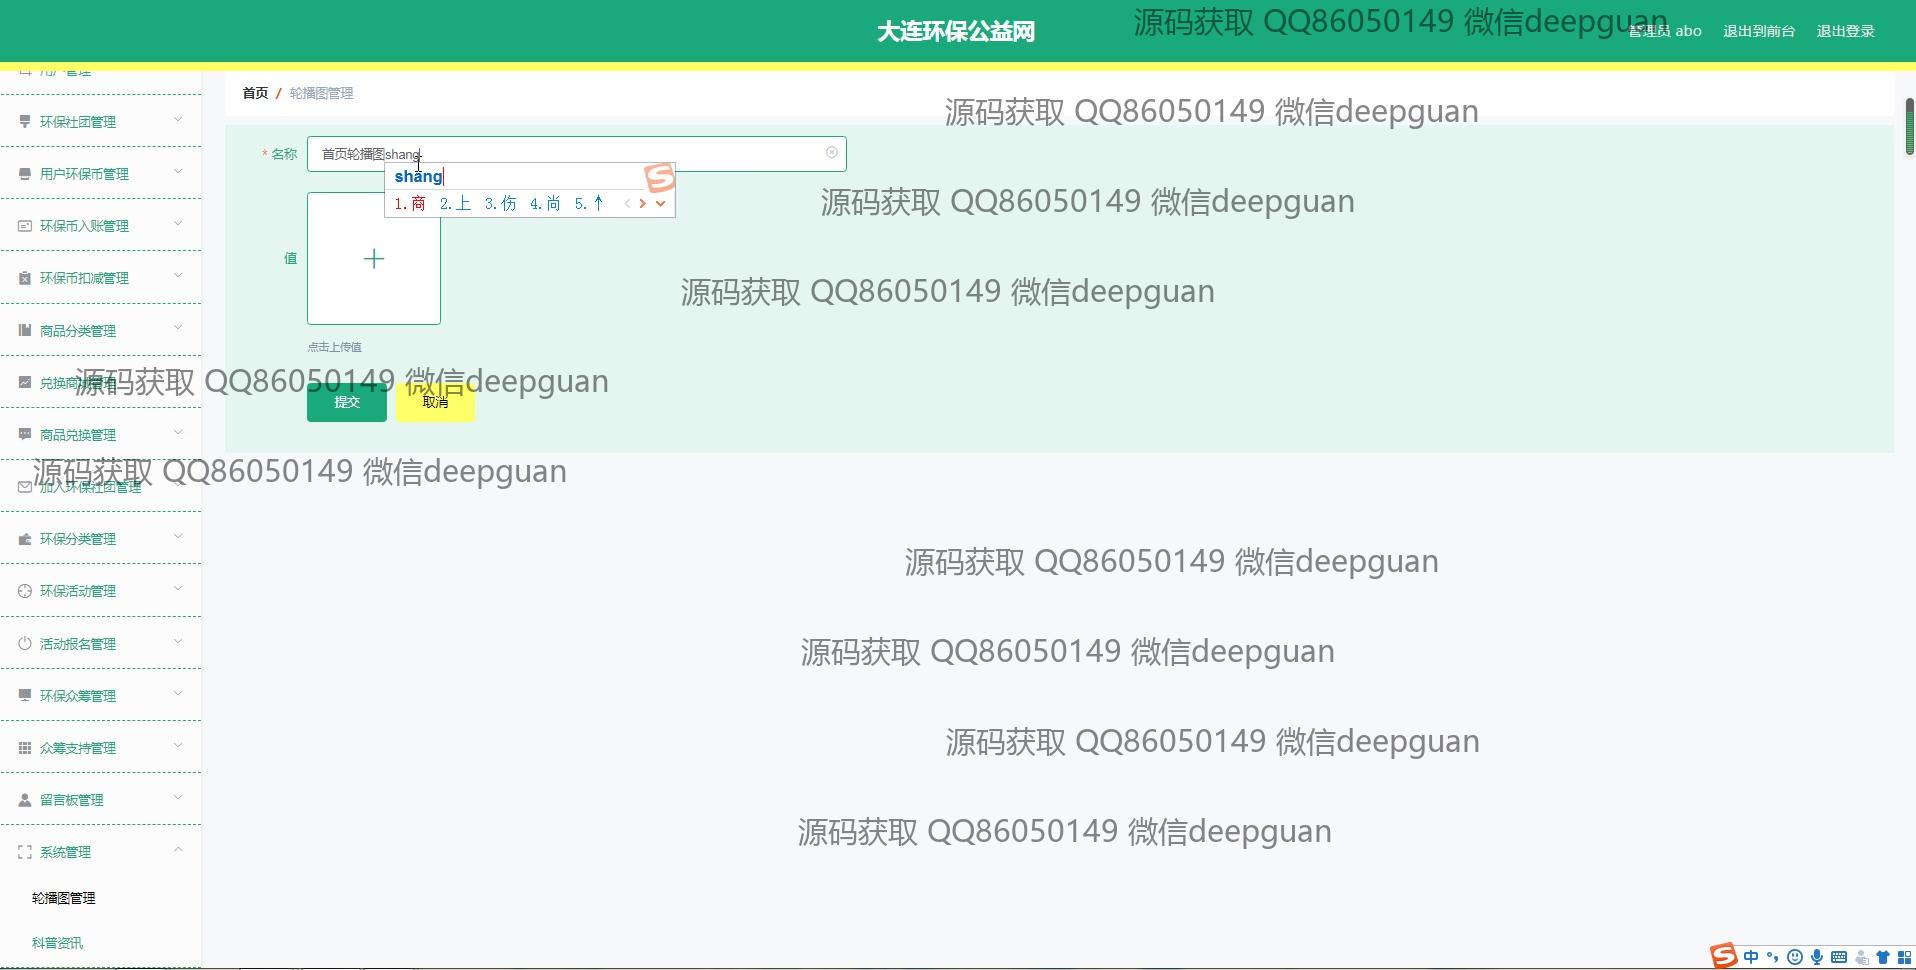 大连环保公益网
源码获取 QQ86050149 微信deepguan
管理员 abo
退出到前台
退出登录
用户管理
首页 / 轮播图管理
源码获取 QQ86050149 微信deepguan
环保社团管理
* 名称
首页轮播图shang
shang
1.商 2.上 3.伤 4.尚 5.↑
用户环保币管理
源码获取 QQ86050149 微信deepguan
环保币入账管理
值
环保币扣减管理
源码获取 QQ86050149 微信deepguan
商品分类管理
点击上传值
兑换商城管理
源码获取 QQ86050149 微信deepguan
提交
取消
商品兑换管理
源码获取 QQ86050149 微信deepguan
加入环保社团管理
环保分类管理
源码获取 QQ86050149 微信deepguan
环保活动管理
活动报名管理
源码获取 QQ86050149 微信deepguan
环保众筹管理
众筹支持管理
源码获取 QQ86050149 微信deepguan
留言板管理
源码获取 QQ86050149 微信deepguan
系统管理
轮播图管理
科普资讯
中